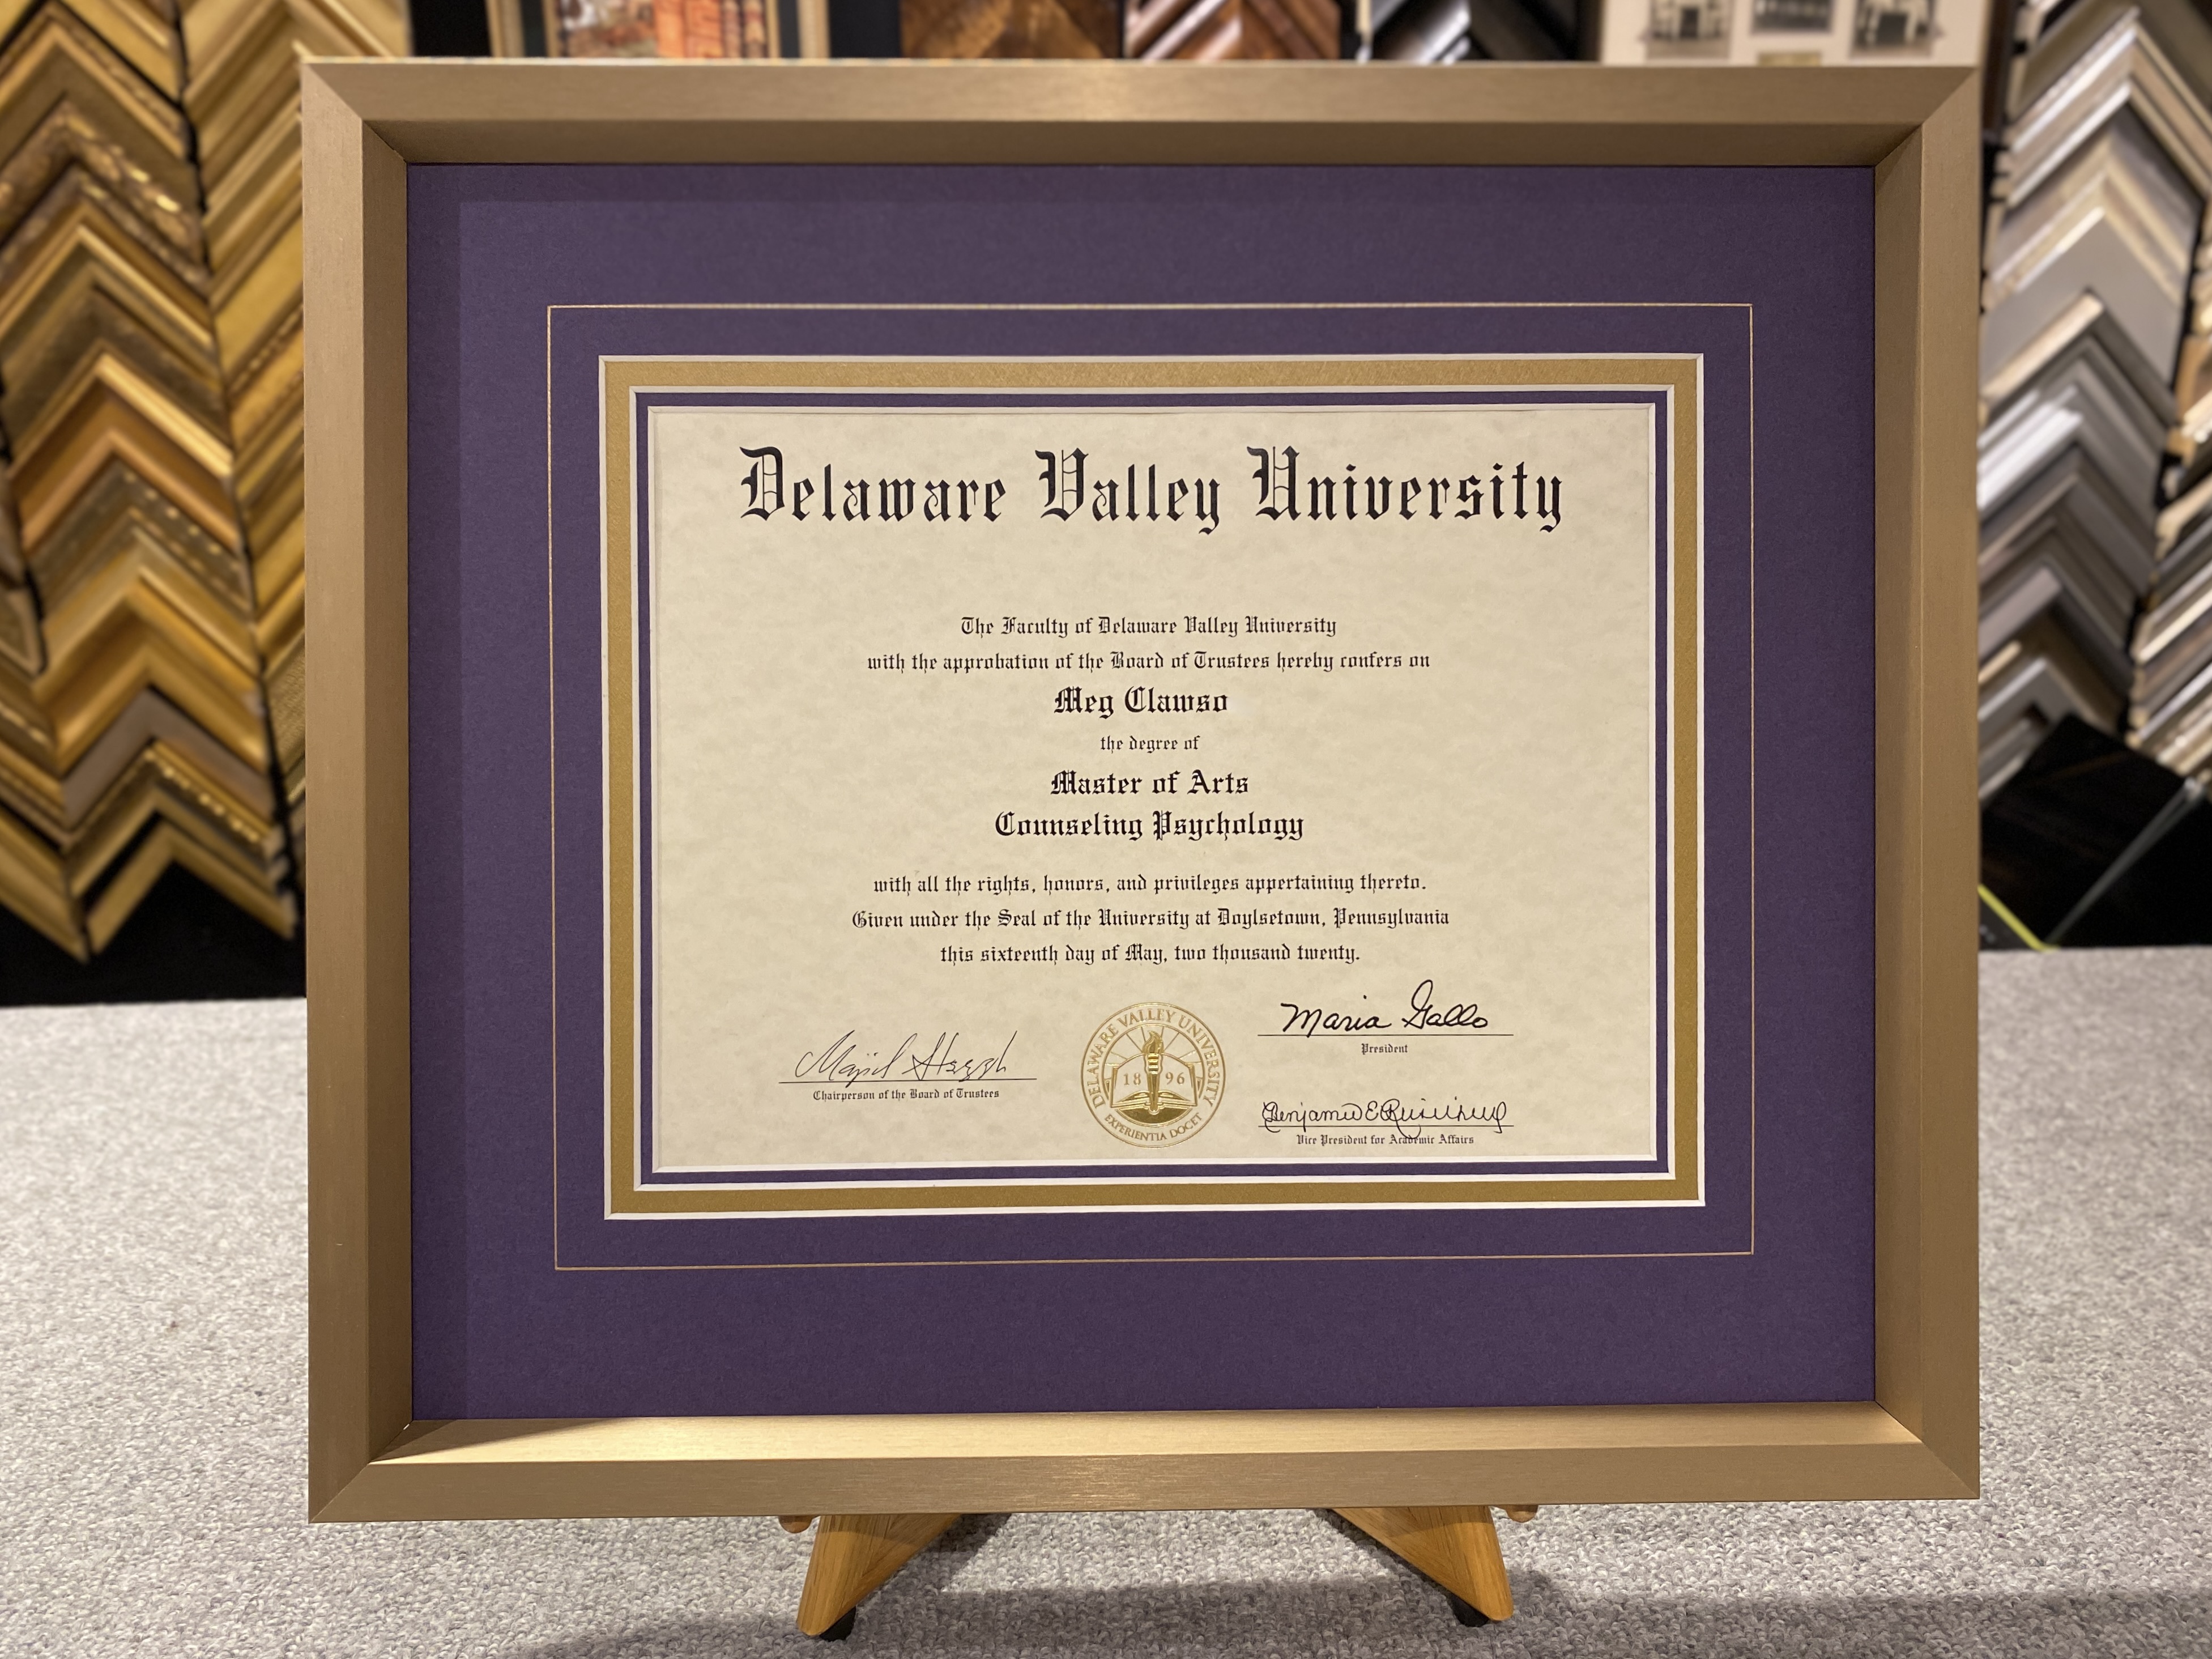 Delaware Valley University
The Faculty of Delaware Valley University
with the approbation of the Board of Trustees hereby confers on
Meg Clawso
the degree of
Master of Arts
Counseling Psychology
with all the rights, honors, and privileges appertaining thereto.
Given under the Seal of the University at Doylsetown, Pennsylvania
this sixteenth day of May, two thousand twenty.
Maria Gallo
President
Chairperson of the Board of Trustees
DELAWARE VALLEY UNIVERSITY
1896
EXPERIENTIA DOCET
Benjamin E
Vice President for Academic Affairs